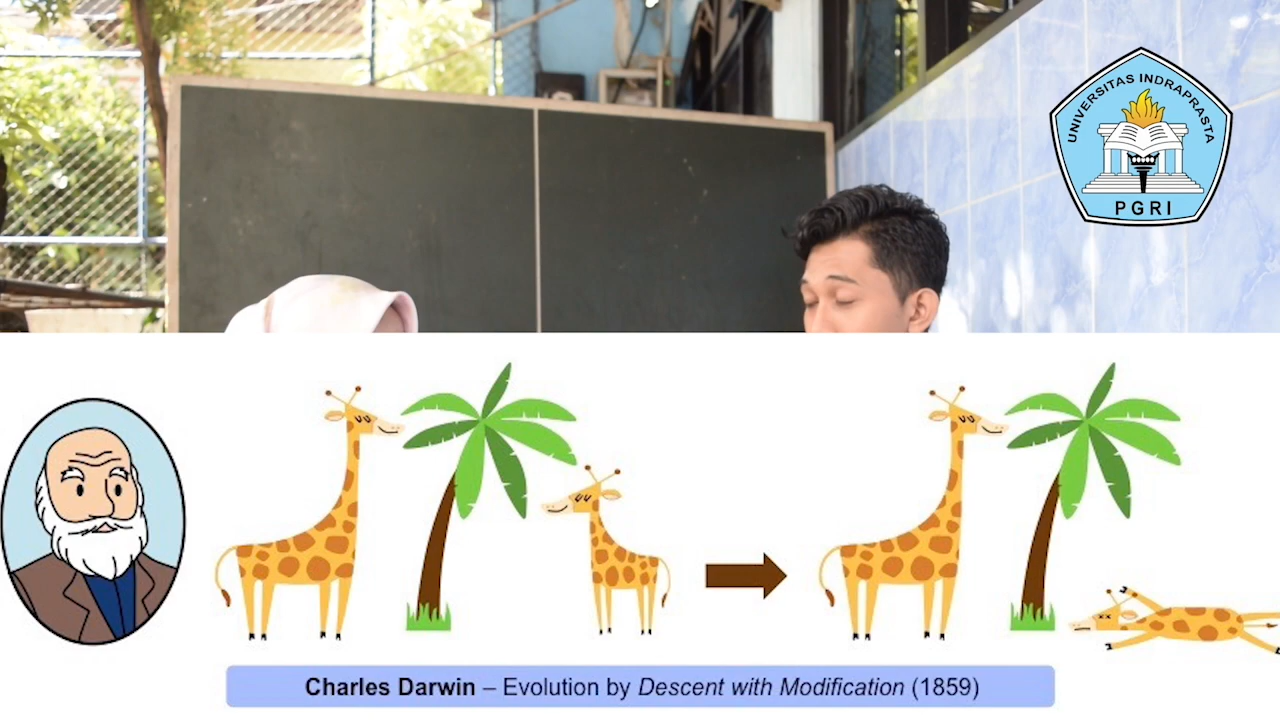 UNIVERSITAS INDRAPRASTA
PGRI
Charles Darwin – Evolution by Descent with Modification (1859)